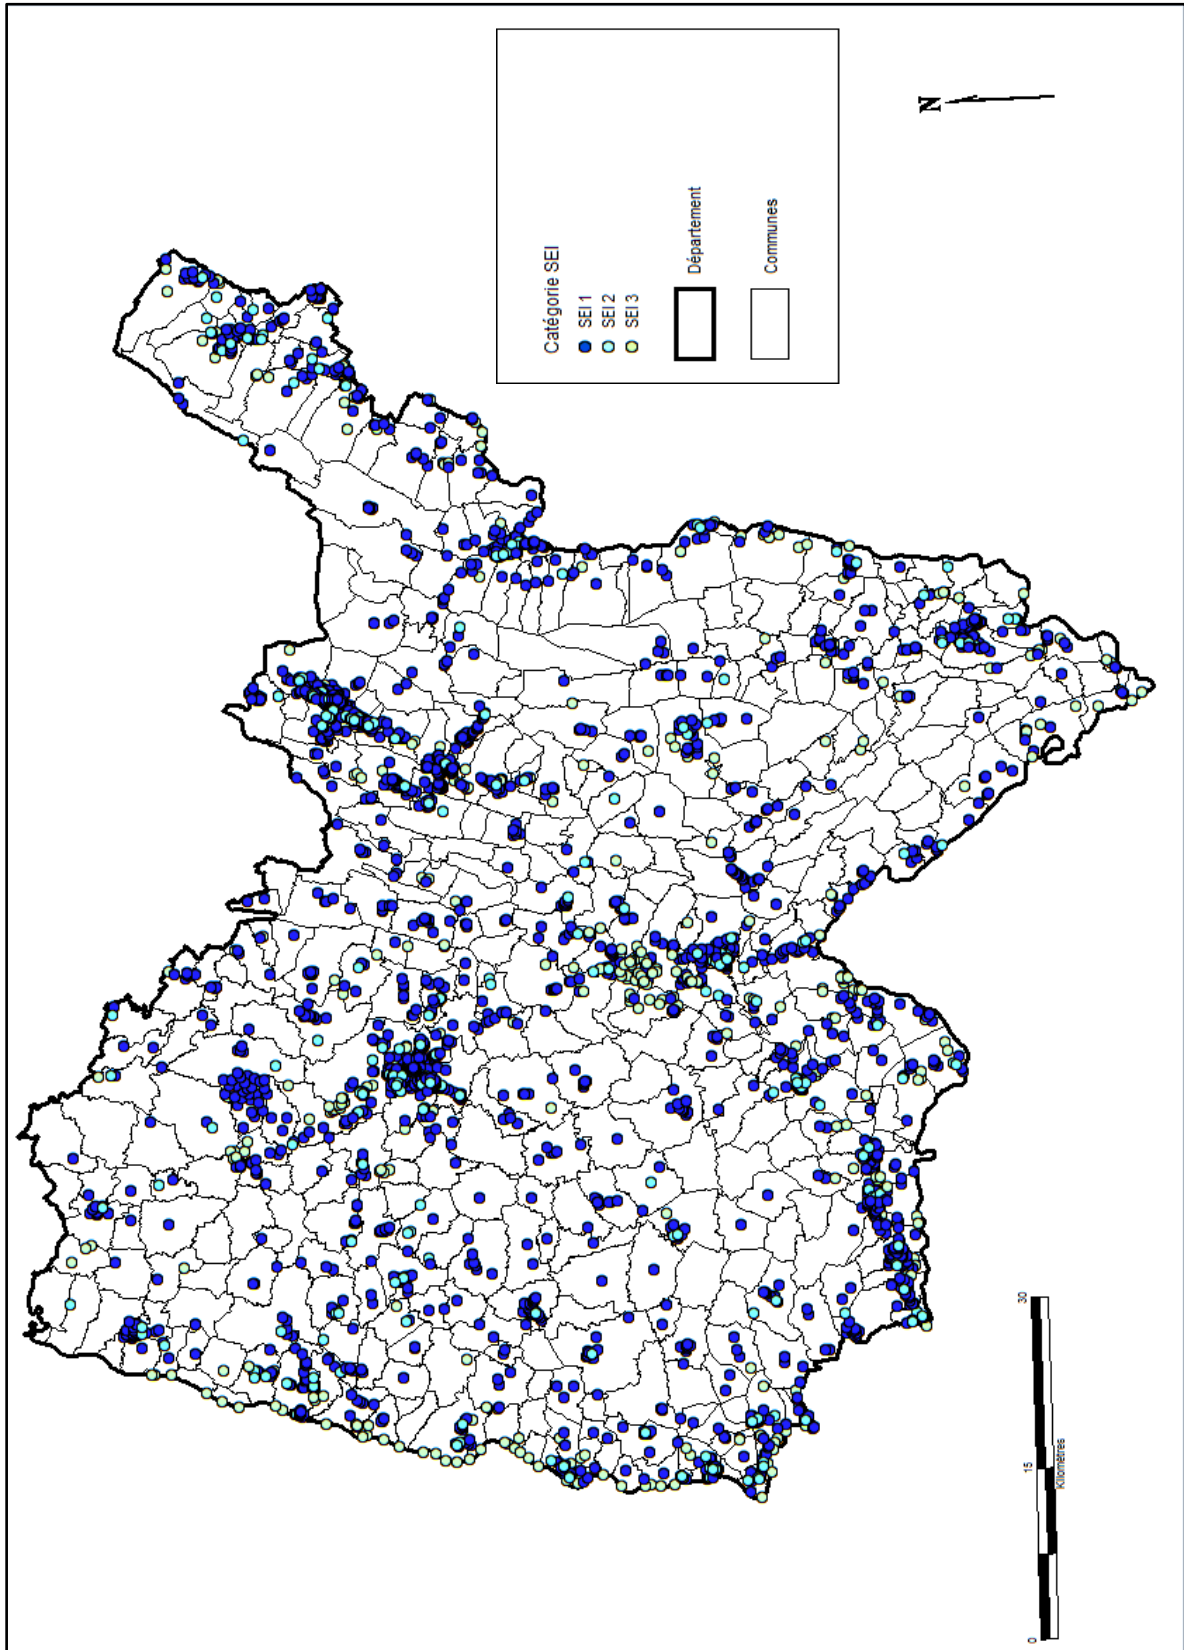 N
Catégorie SEI
SEI 1
SEI 2
SEI 3
Département
Communes
0
15
30
Kilomètres